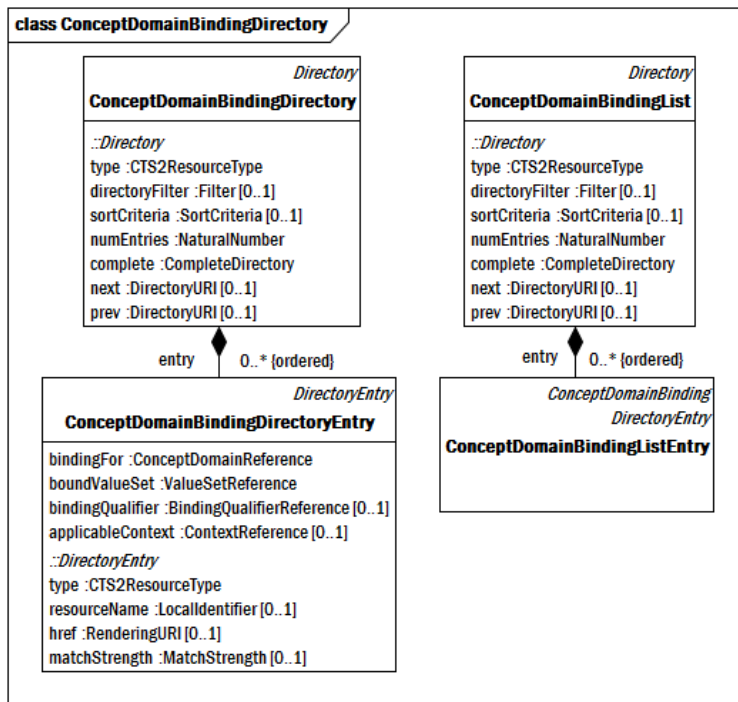 class ConceptDomainBindingDirectory
Directory
ConceptDomainBindingDirectory
::Directory
type :CTS2ResourceType
directoryFilter :Filter [0..1]
sortCriteria :SortCriteria [0..1]
numEntries :NaturalNumber
complete :CompleteDirectory
next :DirectoryURI [0..1]
prev :DirectoryURI [0..1]
entry
0..* {ordered}
DirectoryEntry
ConceptDomainBindingDirectoryEntry
bindingFor :ConceptDomainReference
boundValueSet :ValueSetReference
bindingQualifier :BindingQualifierReference [0..1]
applicableContext :ContextReference [0..1]
::DirectoryEntry
type :CTS2ResourceType
resourceName :LocalIdentifier [0..1]
href :RenderingURI [0..1]
matchStrength :MatchStrength [0..1]
Directory
ConceptDomainBindingList
::Directory
type :CTS2ResourceType
directoryFilter :Filter [0..1]
sortCriteria :SortCriteria [0..1]
numEntries :NaturalNumber
complete :CompleteDirectory
next :DirectoryURI [0..1]
prev :DirectoryURI [0..1]
entry
0..* {ordered}
ConceptDomainBinding
DirectoryEntry
ConceptDomainBindingListEntry